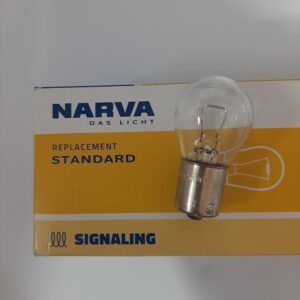 NARVA
DAS LICHT
REPLACEMENT
STANDARD
SIGNALING